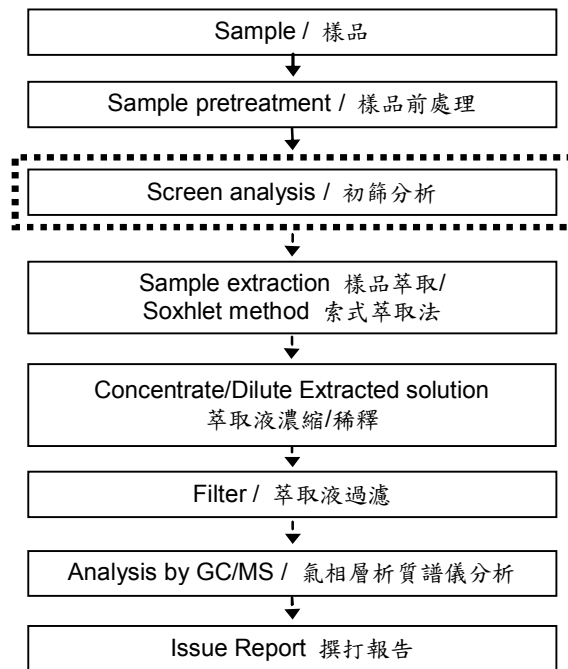 Sample / 樣品
Sample pretreatment / 樣品前處理
Screen analysis / 初篩分析
Sample extraction 樣品萃取/
Soxhlet method 索式萃取法
Concentrate/Dilute Extracted solution
萃取液濃縮/稀釋
Filter / 萃取液過濾
Analysis by GC/MS / 氣相層析質譜儀分析
Issue Report 撰打報告